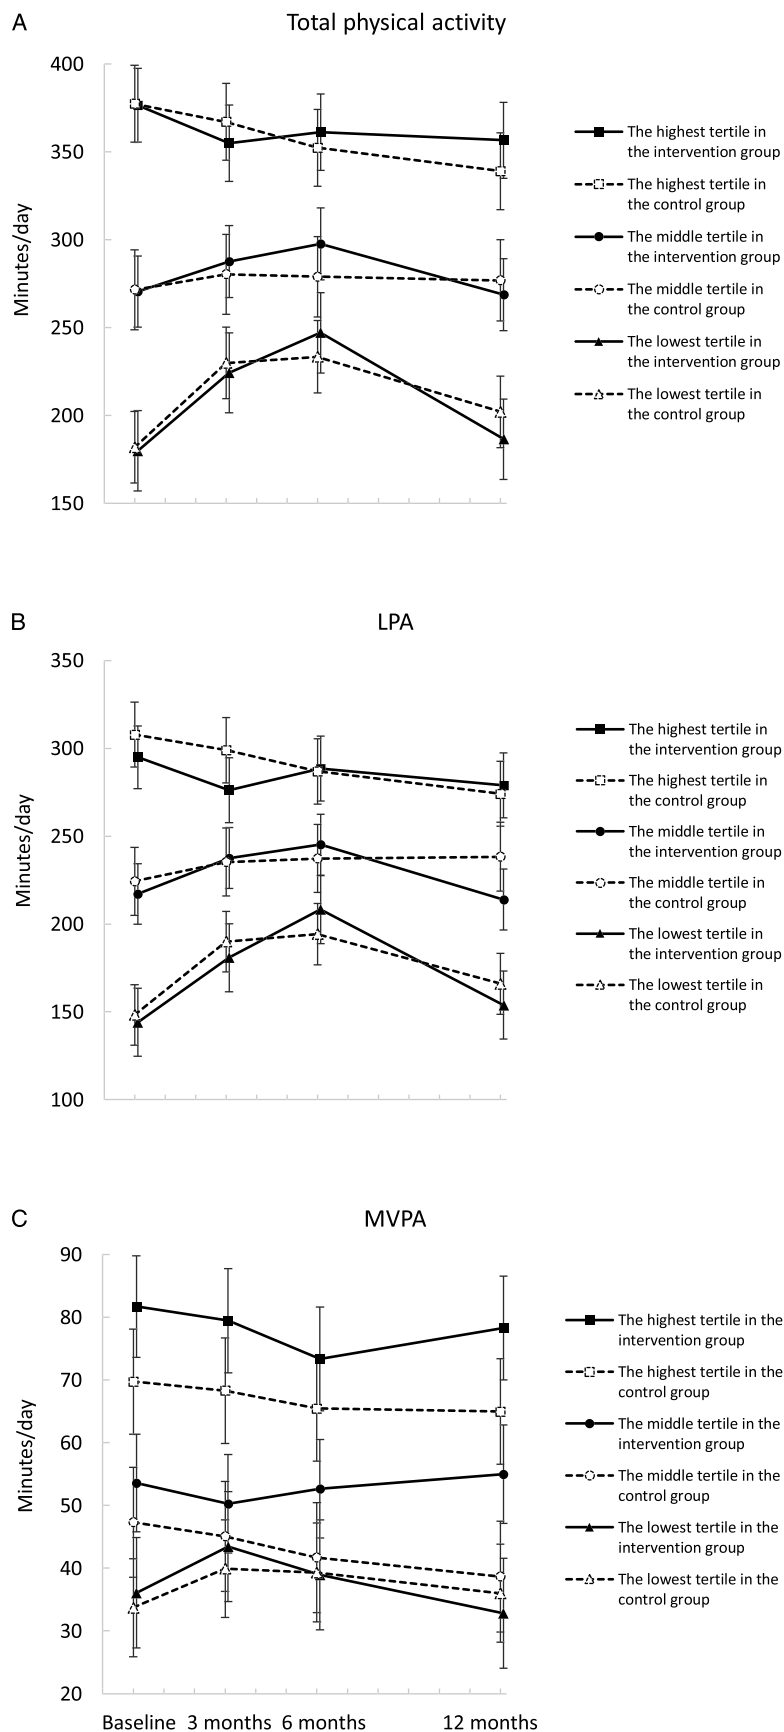 A
Total physical activity
400
350
300
250
200
150
Minutes/day
The highest tertile in
the intervention group
The highest tertile in
the control group
The middle tertile in
the intervention group
The middle tertile in
the control group
The lowest tertile in
the intervention group
The lowest tertile in
the control group
B
LPA
350
300
250
200
150
100
Minutes/day
The highest tertile in
the intervention group
The highest tertile in
the control group
The middle tertile in
the intervention group
The middle tertile in
the control group
The lowest tertile in
the intervention group
The lowest tertile in
the control group
C
MVPA
90
80
70
60
50
40
30
20
Minutes/day
The highest tertile in the
intervention group
The highest tertile in the
control group
The middle tertile in the
intervention group
The middle tertile in the
control group
The lowest tertile in the
intervention group
The lowest tertile in the
control group
Baseline 3 months 6 months 12 months